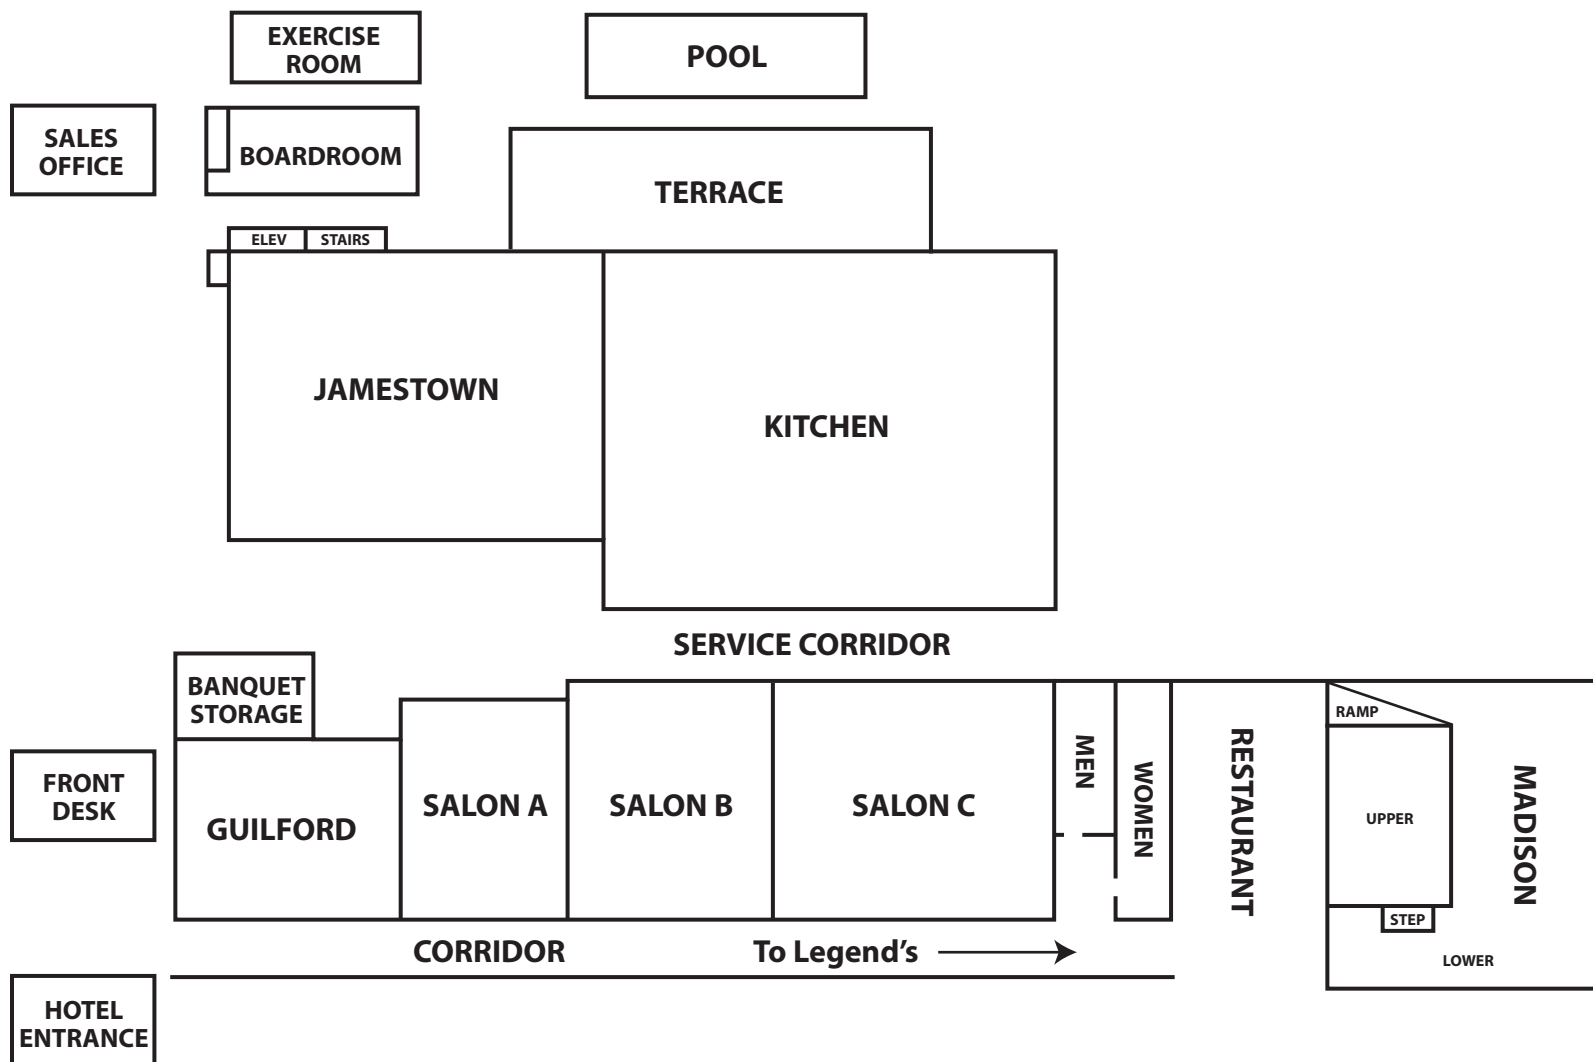 EXERCISE
ROOM
POOL
SALES
OFFICE
BOARDROOM
TERRACE
ELEV
STAIRS
JAMESTOWN
KITCHEN
SERVICE CORRIDOR
BANQUET
STORAGE
RAMP
FRONT
DESK
GUILFORD
SALON A
SALON B
SALON C
MEN
WOMEN
RESTAURANT
UPPER
MADISON
STEP
LOWER
CORRIDOR
To Legend's
HOTEL
ENTRANCE